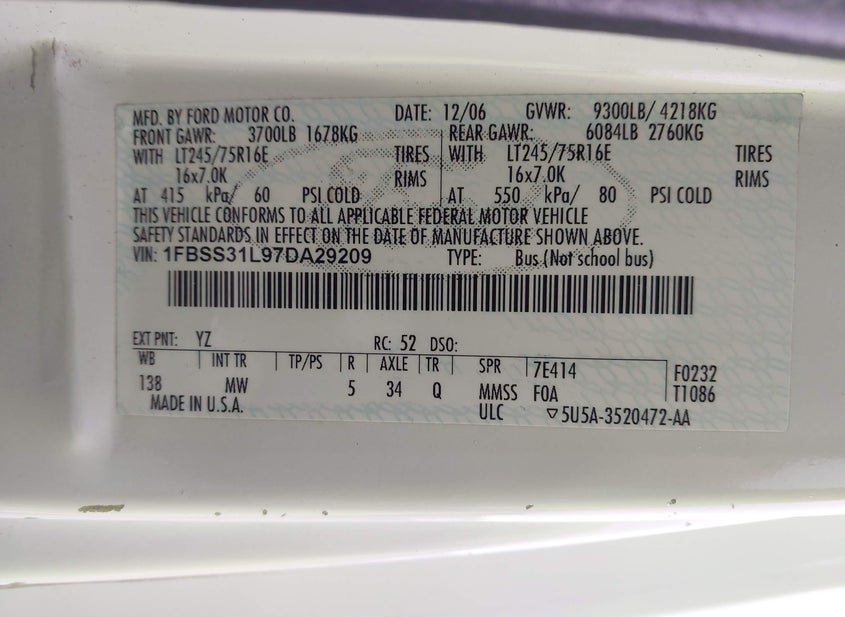 MFD. BY FORD MOTOR CO. DATE: 12/06 GVWR: 9300LB/ 4218KG
FRONT GAWR: 3700LB 1678KG REAR GAWR: 6084LB 2760KG
WITH LT245/75R16E TIRES WITH LT245/75R16E TIRES
16x7.0K RIMS 16x7.0K RIMS
AT 415 kPa/ 60 PSI COLD AT 550 kPa/ 80 PSI COLD
THIS VEHICLE CONFORMS TO ALL APPLICABLE FEDERAL MOTOR VEHICLE
SAFETY STANDARDS IN EFFECT ON THE DATE OF MANUFACTURE SHOWN ABOVE.
VIN: 1FBSS31L97DA29209 TYPE: Bus (Not school bus)
EXT PNT: YZ RC: 52 DSO:
WB INT TR TP/PS R AXLE TR SPR 7E414 F0232
138 MW 5 34 Q MMSS F0A T1086
MADE IN U.S.A. ULC ▽5U5A-3520472-AA